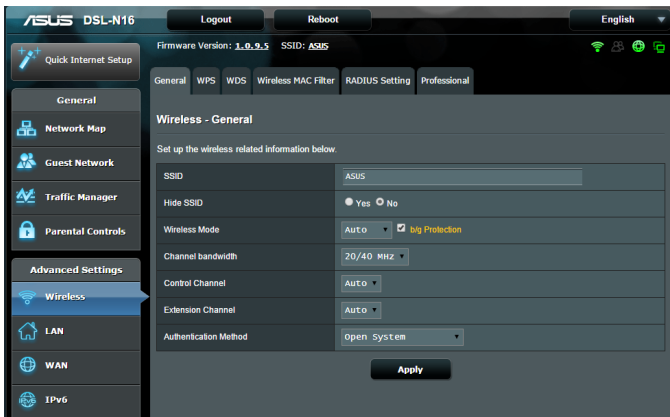 ASUS DSL-N16
Logout
Reboot
English
Quick Internet Setup
Firmware Version: 1.0.9.5 SSID: ASUS
General
WPS
WDS
Wireless MAC Filter
RADIUS Setting
Professional
General
Network Map
Guest Network
Traffic Manager
Parental Controls
Advanced Settings
Wireless
LAN
WAN
IPv6
Wireless - General
Set up the wireless related information below.
SSID
ASUS
Hide SSID
Yes No
Wireless Mode
Auto
b/g Protection
Channel bandwidth
20/40 MHz
Control Channel
Auto
Extension Channel
Auto
Authentication Method
Open System
Apply